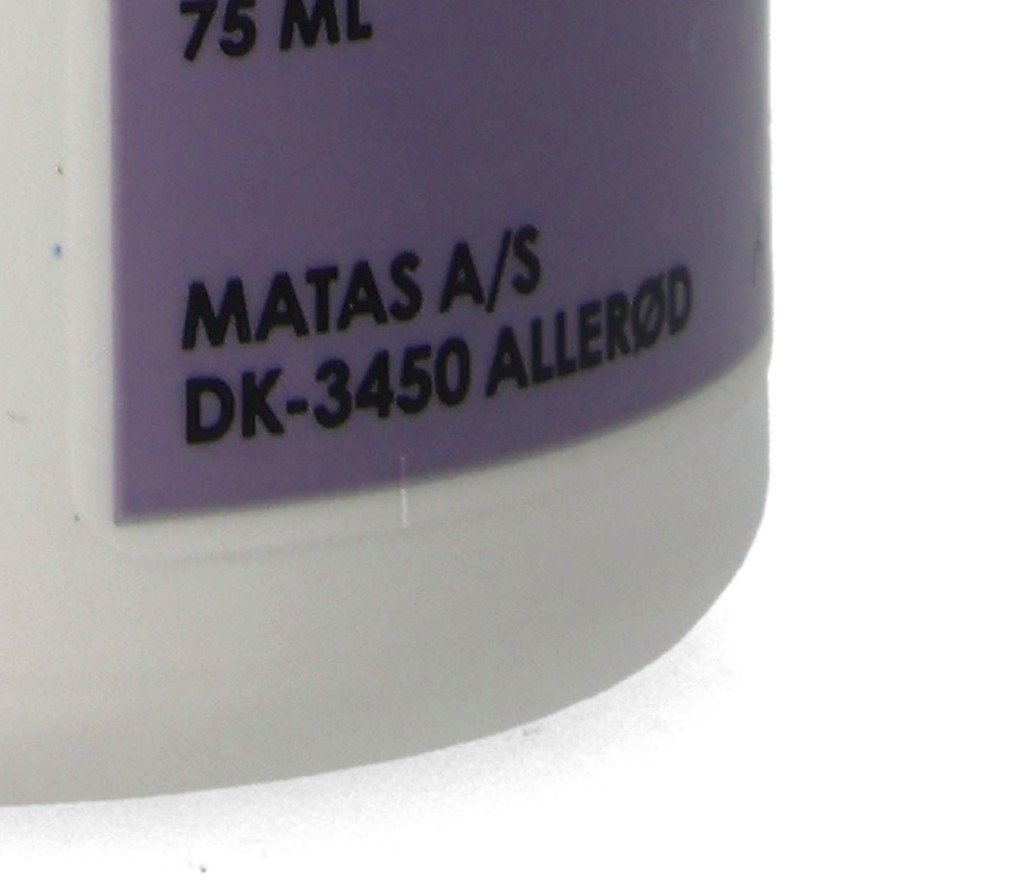 75 ML
MATAS A/S
DK-3450 ALLERØD